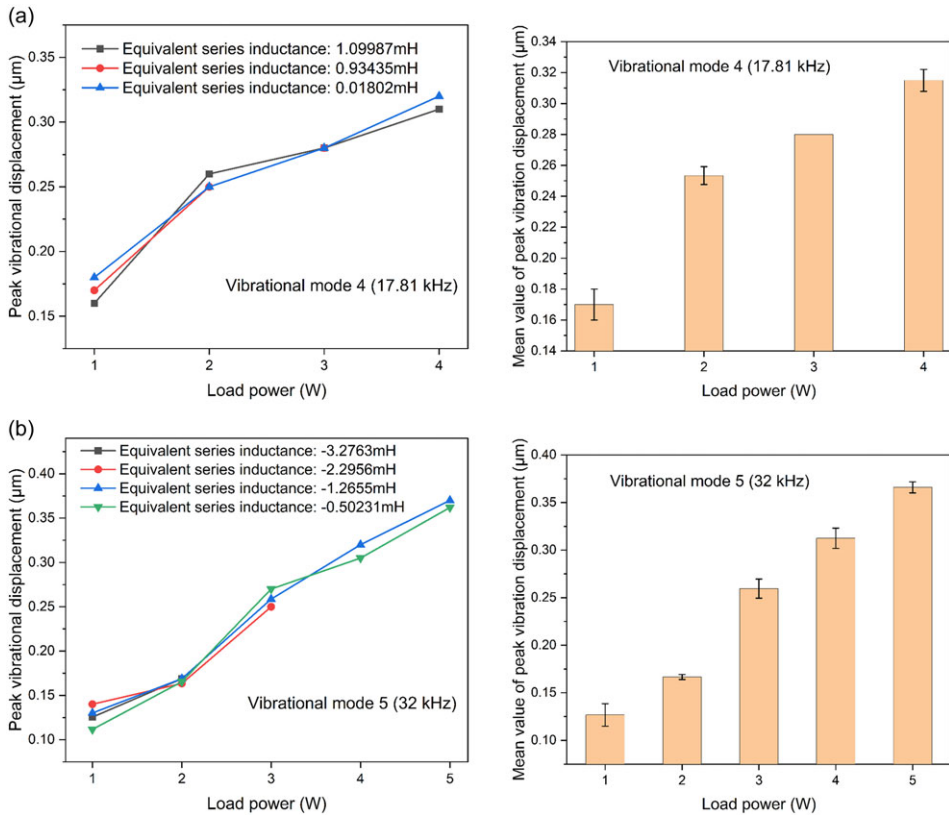 (a)
Peak vibrational displacement (μm)
0.35
0.30
0.25
0.20
0.15
Equivalent series inductance: 1.09987mH
Equivalent series inductance: 0.93435mH
Equivalent series inductance: 0.01802mH
Vibrational mode 4 (17.81 kHz)
1 2 3 4
Load power (W)
Mean value of peak vibration displacement (μm)
0.34
0.32
0.30
0.28
0.26
0.24
0.22
0.20
0.18
0.16
0.14
Vibrational mode 4 (17.81 kHz)
1 2 3 4
Load power (W)
(b)
Peak vibrational displacement (μm)
0.40
0.35
0.30
0.25
0.20
0.15
0.10
Equivalent series inductance: -3.2763mH
Equivalent series inductance: -2.2956mH
Equivalent series inductance: -1.2655mH
Equivalent series inductance: -0.50231mH
Vibrational mode 5 (32 kHz)
1 2 3 4 5
Load power (W)
Mean value of peak vibration displacement (μm)
0.40
0.35
0.30
0.25
0.20
0.15
0.10
Vibrational mode 5 (32 kHz)
1 2 3 4 5
Load power (W)